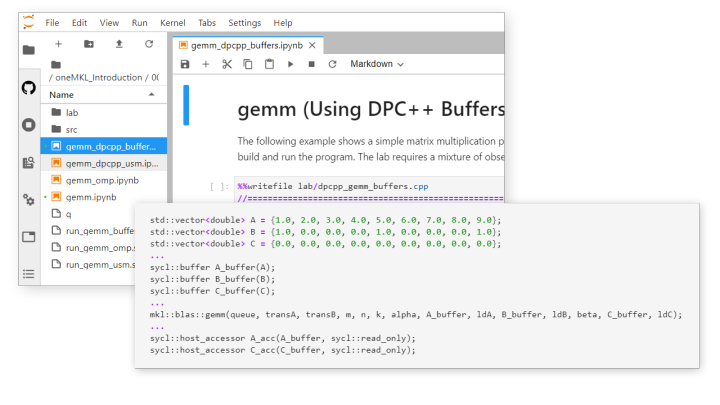 File Edit View Run Kernel Tabs Settings Help
gemm_dpcpp_buffers.ipynb
/ oneMKL_Introduction /
Markdown
Name
lab
src
gemm_dpcpp_buffer...
gemm_dpcpp_usm.ip...
gemm_omp.ipynb
gemm.ipynb
q
run_gemm_buffe
run_gemm_omp.s
run_gemm_usm.s
gemm (Using DPC++ Buffers
The following example shows a simple matrix multiplication p
build and run the program. The lab requires a mixture of obse
[ ]: %%writefile lab/dpcpp_gemm_buffers.cpp
//==================================================
std::vector<double> A = {1.0, 2.0, 3.0, 4.0, 5.0, 6.0, 7.0, 8.0, 9.0};
std::vector<double> B = {1.0, 0.0, 0.0, 0.0, 1.0, 0.0, 0.0, 0.0, 1.0};
std::vector<double> C = {0.0, 0.0, 0.0, 0.0, 0.0, 0.0, 0.0, 0.0, 0.0};
...
sycl::buffer A_buffer(A);
sycl::buffer B_buffer(B);
sycl::buffer C_buffer(C);
...
mkl::blas::gemm(queue, transA, transB, m, n, k, alpha, A_buffer, ldA, B_buffer, ldB, beta, C_buffer, ldC);
...
sycl::host_accessor A_acc(A_buffer, sycl::read_only);
sycl::host_accessor C_acc(C_buffer, sycl::read_only);